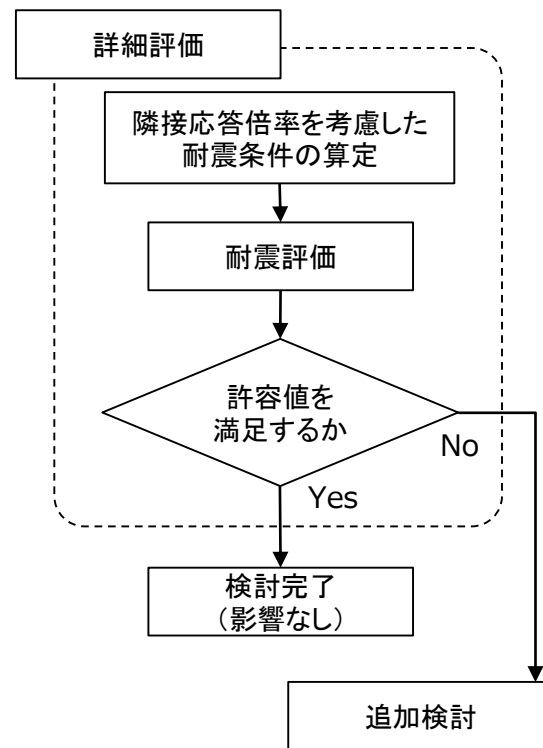 詳細評価
隣接応答倍率を考慮した
耐震条件の算定
耐震評価
許容値を
満足するか
No
Yes
検討完了
（影響なし）
追加検討